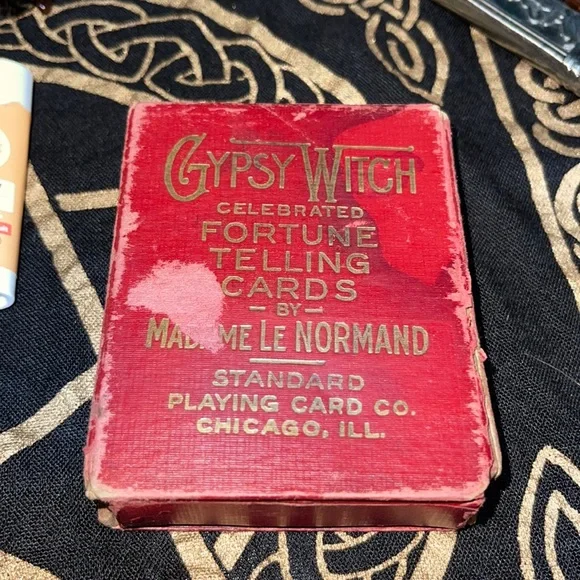 GYPSY WITCH
CELEBRATED
FORTUNE
TELLING
CARDS
- BY -
MADAME LE NORMAND
STANDARD
PLAYING CARD CO.
CHICAGO, ILL.